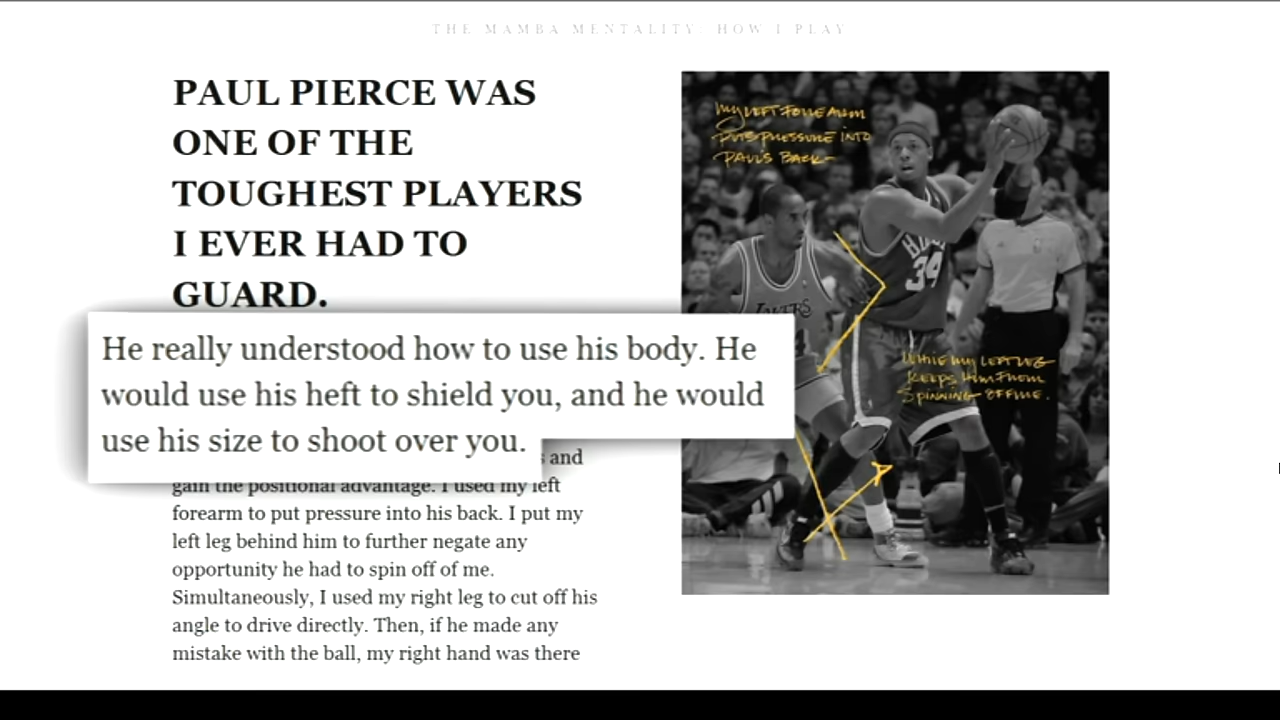 THE MAMBA MENTALITY: HOW I PLAY
PAUL PIERCE WAS
ONE OF THE
TOUGHEST PLAYERS
I EVER HAD TO
GUARD.
He really understood how to use his body. He
would use his heft to shield you, and he would
use his size to shoot over you.
and
gain the positional advantage. I used my left
forearm to put pressure into his back. I put my
left leg behind him to further negate any
opportunity he had to spin off of me.
Simultaneously, I used my right leg to cut off his
angle to drive directly. Then, if he made any
mistake with the ball, my right hand was there
My LEFT FOREARM
PUTS PRESSURE INTO
PAUL'S BACK-
34
LAKERS
WHILE my LEFT LEG
KEEPS HIM FROM
SPINNING OFF ME.